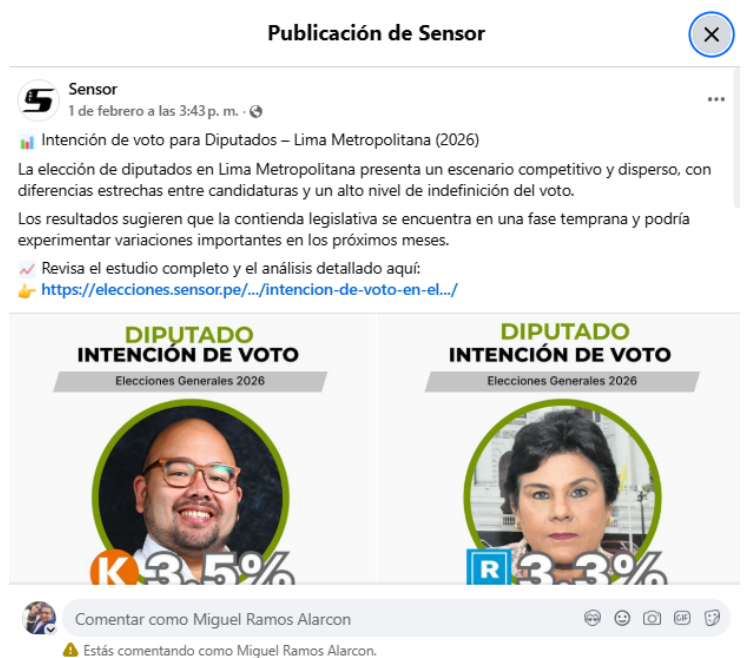 Publicación de Sensor
Sensor
1 de febrero a las 3:43 p. m. ·
Intención de voto para Diputados – Lima Metropolitana (2026)
La elección de diputados en Lima Metropolitana presenta un escenario competitivo y disperso, con
diferencias estrechas entre candidaturas y un alto nivel de indefinición del voto.
Los resultados sugieren que la contienda legislativa se encuentra en una fase temprana y podría
experimentar variaciones importantes en los próximos meses.
Revisa el estudio completo y el análisis detallado aquí:
https://elecciones.sensor.pe/.../intencion-de-voto-en-el.../
DIPUTADO
INTENCIÓN DE VOTO
Elecciones Generales 2026
K 3.5%
DIPUTADO
INTENCIÓN DE VOTO
Elecciones Generales 2026
R 3.3%
Comentar como Miguel Ramos Alarcon
GIF
Estás comentando como Miguel Ramos Alarcon.